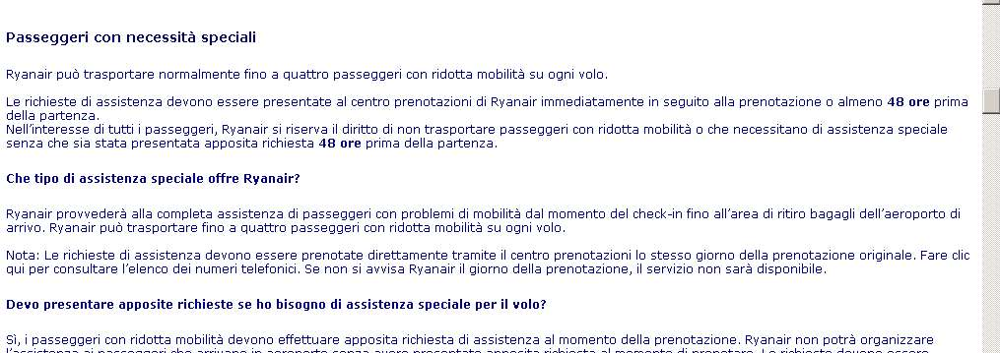 Passeggeri con necessità speciali
Ryanair può trasportare normalmente fino a quattro passeggeri con ridotta mobilità su ogni volo.
Le richieste di assistenza devono essere presentate al centro prenotazioni di Ryanair immediatamente in seguito alla prenotazione o almeno 48 ore prima
della partenza.
Nell'interesse di tutti i passeggeri, Ryanair si riserva il diritto di non trasportare passeggeri con ridotta mobilità o che necessitano di assistenza speciale
senza che sia stata presentata apposita richiesta 48 ore prima della partenza.
Che tipo di assistenza speciale offre Ryanair?
Ryanair provvederà alla completa assistenza di passeggeri con problemi di mobilità dal momento del check-in fino all'area di ritiro bagagli dell'aeroporto di
arrivo. Ryanair può trasportare fino a quattro passeggeri con ridotta mobilità su ogni volo.
Nota: Le richieste di assistenza devono essere prenotate direttamente tramite il centro prenotazioni lo stesso giorno della prenotazione originale. Fare clic
qui per consultare l'elenco dei numeri telefonici. Se non si avvisa Ryanair il giorno della prenotazione, il servizio non sarà disponibile.
Devo presentare apposite richieste se ho bisogno di assistenza speciale per il volo?
Sì, i passeggeri con ridotta mobilità devono effettuare apposita richiesta di assistenza al momento della prenotazione. Ryanair non potrà organizzare
l'assistenza ai passeggeri che arrivano in aeroporto senza avere presentato apposita richiesta al momento di prenotare. Le richieste devono essere